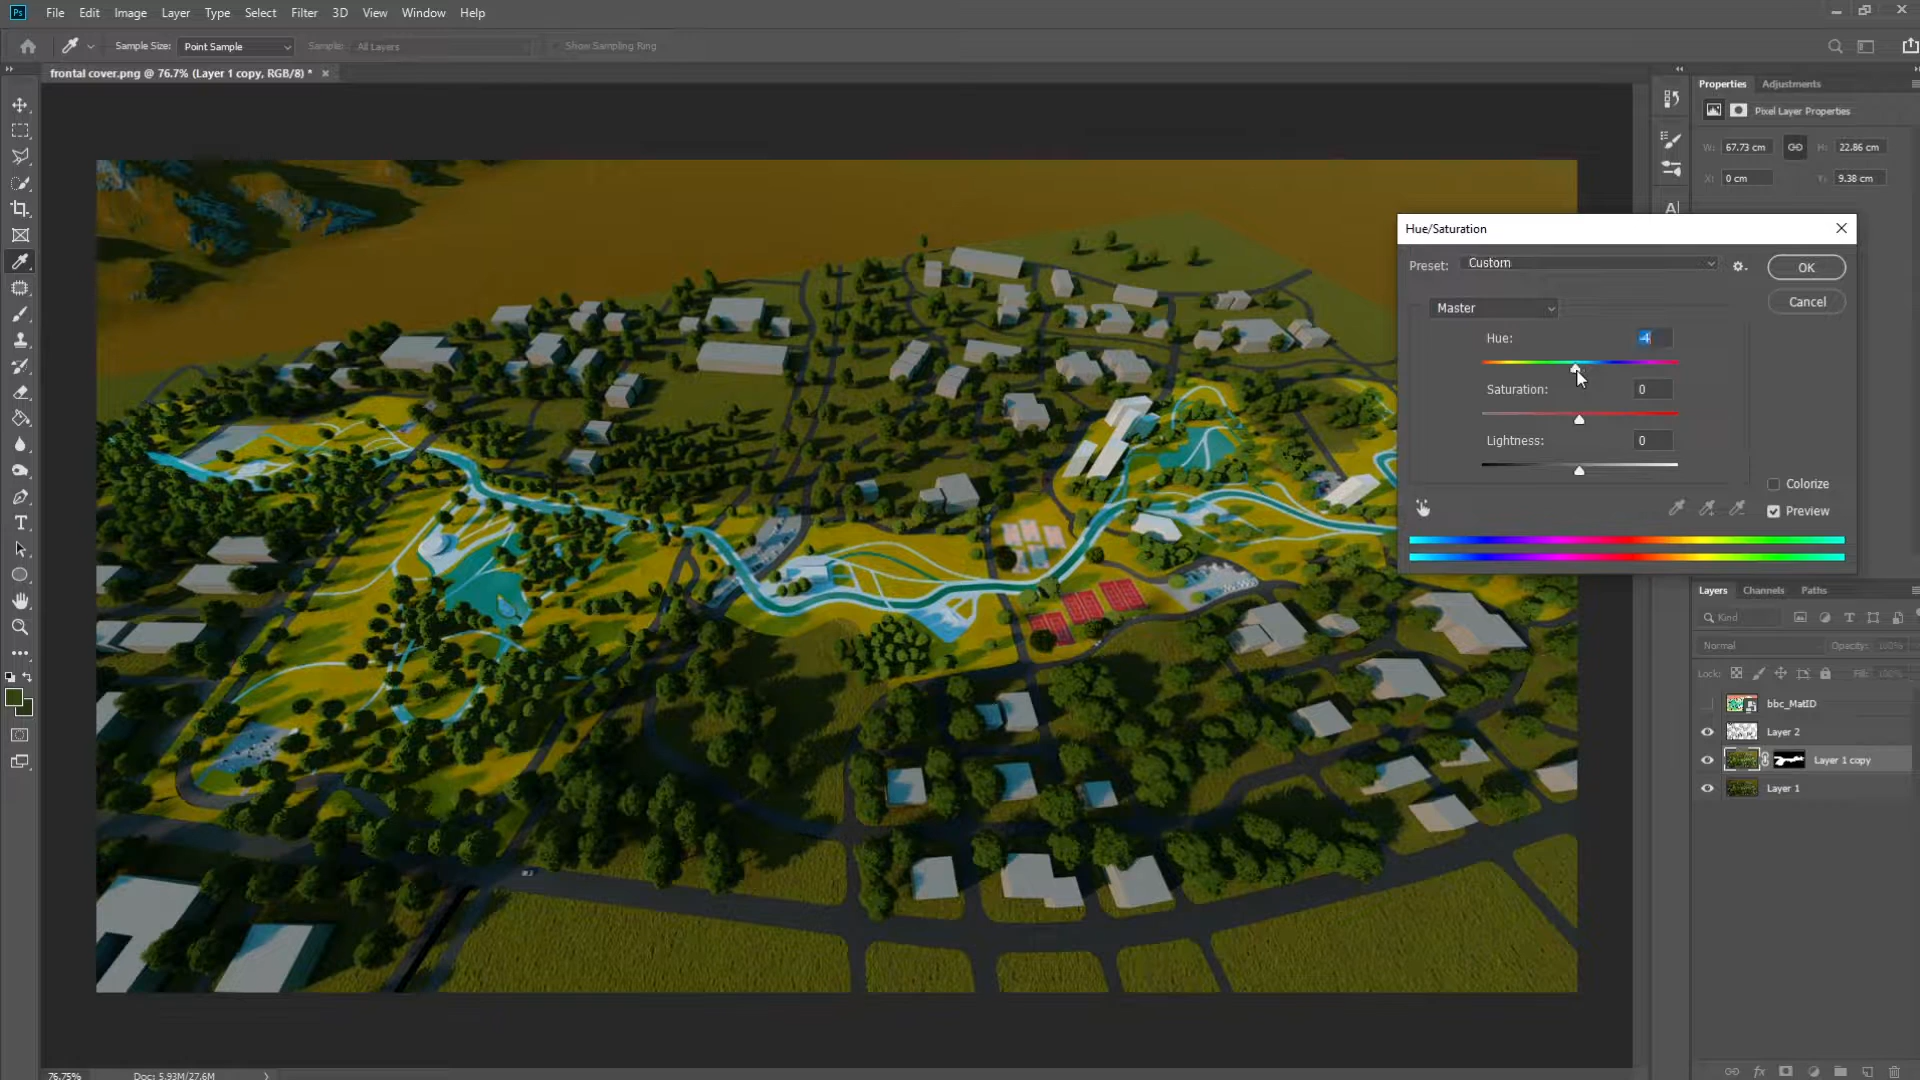 Ps File Edit Image Layer Type Select Filter 3D View Window Help
Sample Size: Point Sample Sample: All Layers Show Sampling Ring
frontal cover.png @ 76.7% (Layer 1 copy, RGB/8) * ×
Properties Adjustments
Pixel Layer Properties
W: 67.73 cm H: 22.86 cm
X: 0 cm Y: 9.38 cm
A
Hue/Saturation
Preset: Custom OK
Master Cancel
Hue: -4
Saturation: 0
Lightness: 0
Colorize
Preview
Layers Channels Paths
Kind
Normal Opacity: 100%
Lock: Fill: 100%
bbc_MatID
Layer 2
Layer 1 copy
Layer 1
fx
76.75% Doc: 5.93M/27.6M